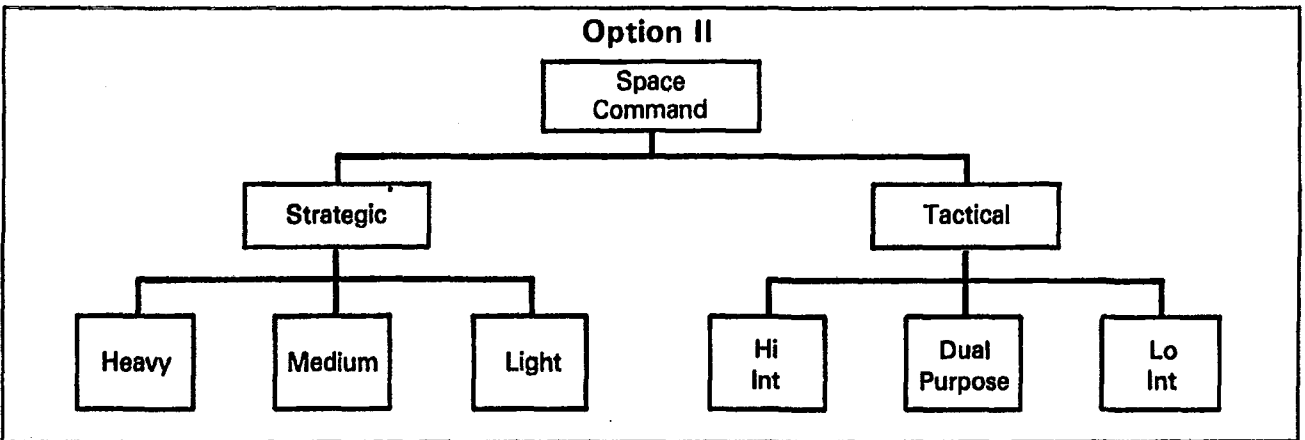 Option II
Space
Command
Strategic
Tactical
Heavy
Medium
Light
Hi
Int
Dual
Purpose
Lo
Int